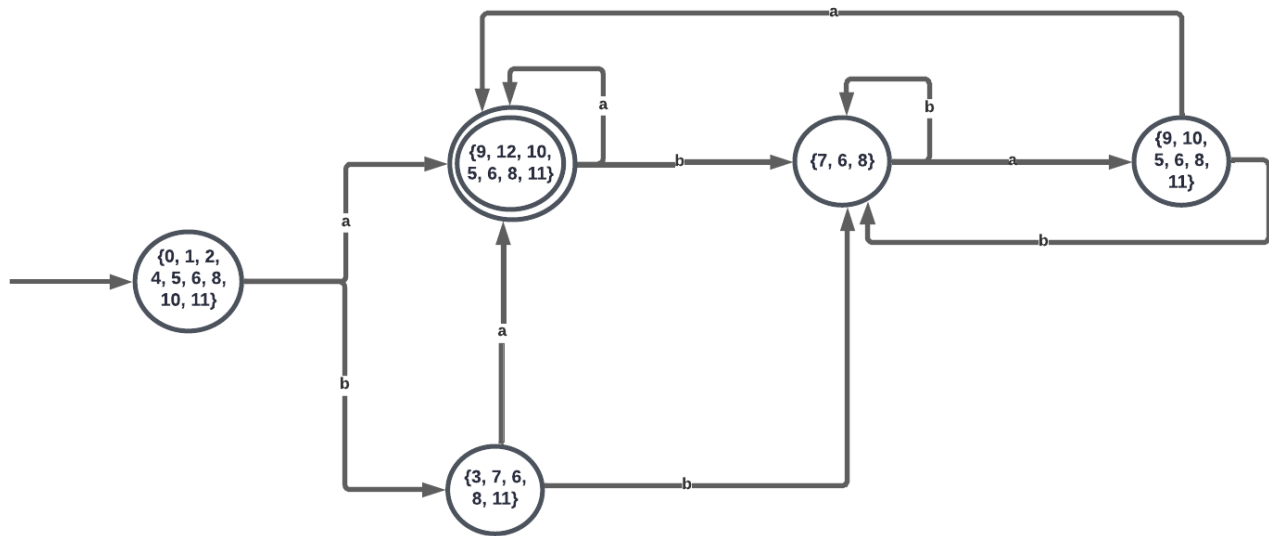 a
a
b
{9, 12, 10,
5, 6, 8, 11}
b
{7, 6, 8}
a
{9, 10,
5, 6, 8,
11}
a
{0, 1, 2,
4, 5, 6, 8,
10, 11}
b
a
b
{3, 7, 6,
8, 11}
b